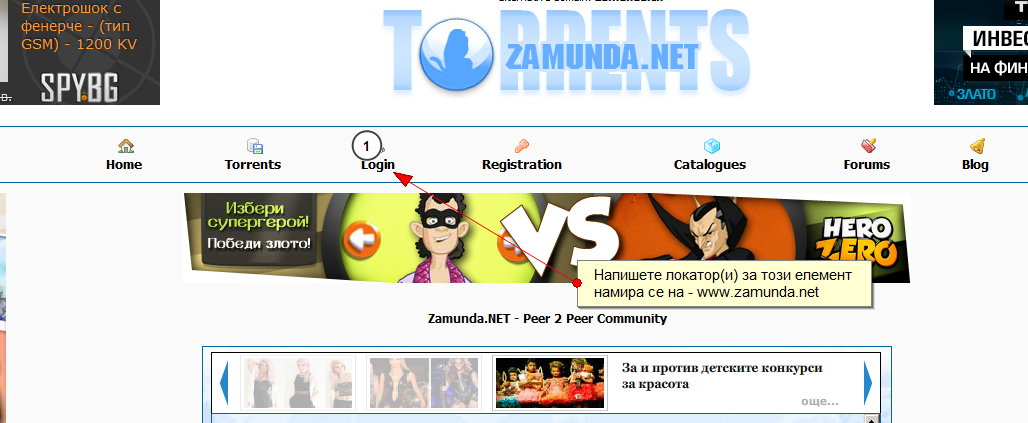 Електрошок с
фенерче - (тип
GSM) - 1200 KV
SPY.BG
TORRENTS
ZAMUNDA.NET
ИНВЕС
НА ФИН
ЗЛАТО
1
Home
Torrents
Login
Registration
Catalogues
Forums
Blog
Избери
супергерой!
Победи злото!
VS
HERO
ZERO
Напишете локатор(и) за този елемент
намира се на - www.zamunda.net
Zamunda.NET - Peer 2 Peer Community
За и против детските конкурси
за красота
още...